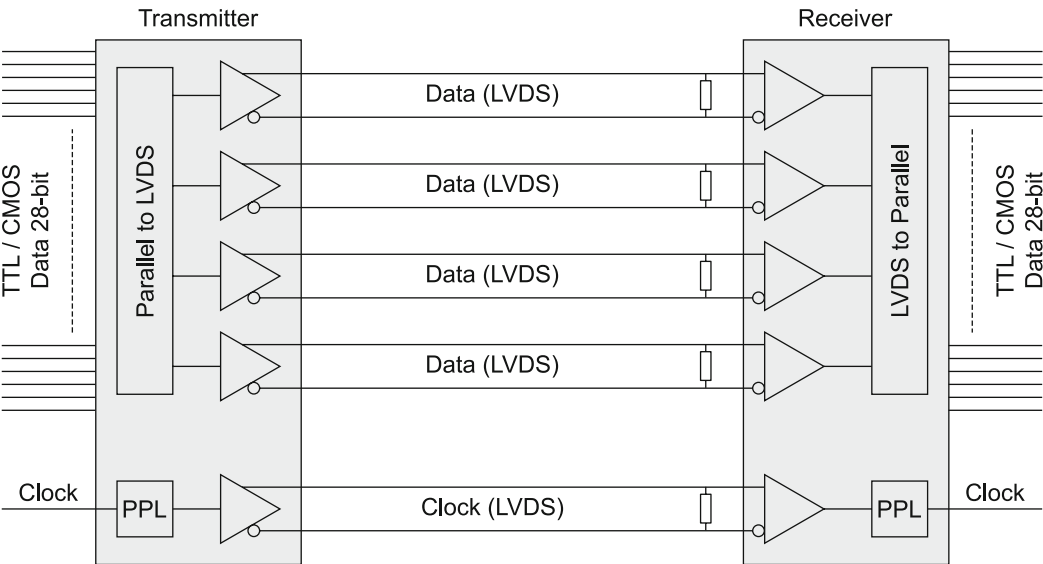 Transmitter
Receiver
TTL / CMOS
Data 28-bit
Parallel to LVDS
Data (LVDS)
Data (LVDS)
Data (LVDS)
Data (LVDS)
LVDS to Parallel
TTL / CMOS
Data 28-bit
Clock
PPL
Clock (LVDS)
PPL
Clock